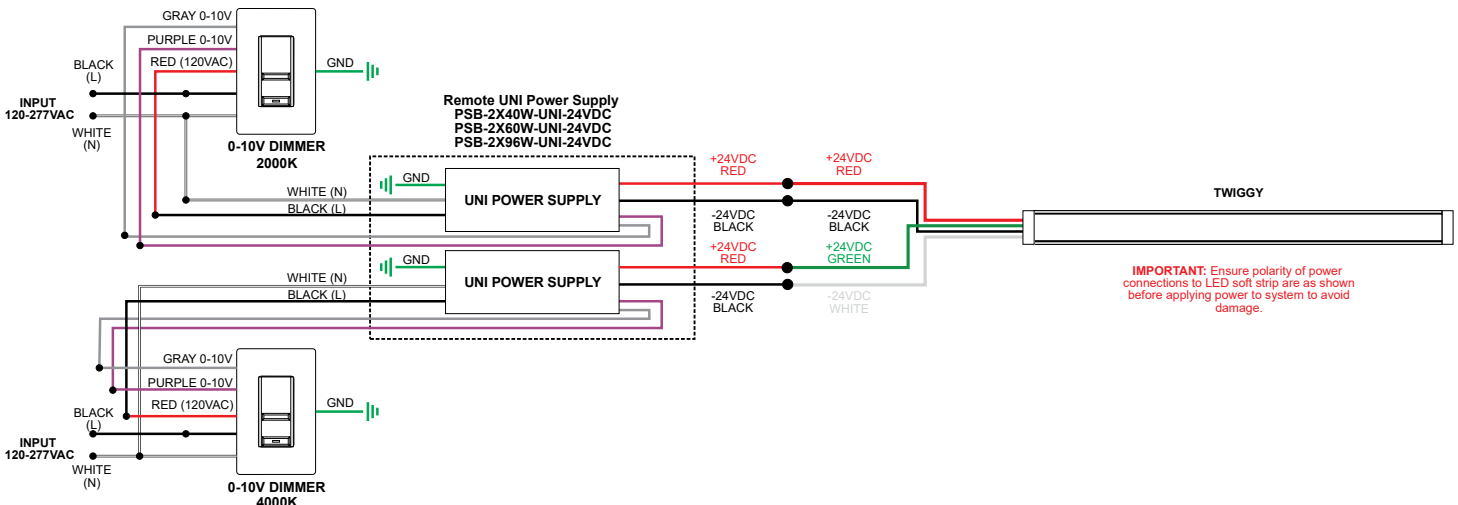 GRAY 0-10V
PURPLE 0-10V
RED (120VAC)
BLACK
(L)
INPUT
120-277VAC
WHITE
(N)
GND
0-10V DIMMER
2000K
Remote UNI Power Supply
PSB-2X40W-UNI-24VDC
PSB-2X60W-UNI-24VDC
PSB-2X96W-UNI-24VDC
GND
WHITE (N)
BLACK (L)
UNI POWER SUPPLY
+24VDC
RED
+24VDC
RED
-24VDC
BLACK
-24VDC
BLACK
TWIGGY
GND
WHITE (N)
BLACK (L)
UNI POWER SUPPLY
+24VDC
RED
+24VDC
GREEN
-24VDC
BLACK
-24VDC
WHITE
IMPORTANT: Ensure polarity of power
connections to LED soft strip are as shown
before applying power to system to avoid
damage.
GRAY 0-10V
PURPLE 0-10V
RED (120VAC)
BLACK
(L)
INPUT
120-277VAC
WHITE
(N)
GND
0-10V DIMMER
4000K